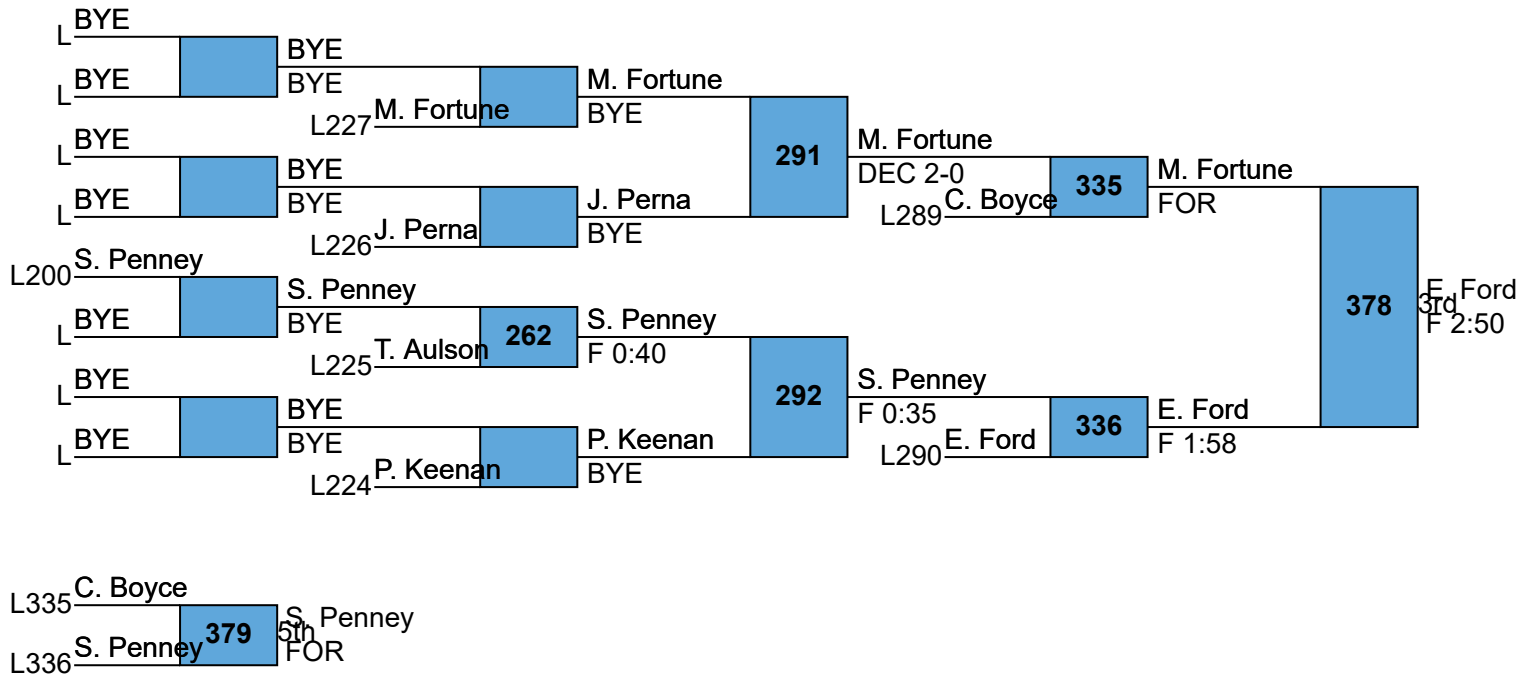 BYE
L
BYE
BYE
BYE
L
M. Fortune
M. Fortune
BYE
L227
BYE
L
291
M. Fortune
DEC 2-0
BYE
BYE
BYE
L
335
M. Fortune
FOR
C. Boyce
L289
J. Perna
J. Perna
BYE
L226
S. Penney
L200
S. Penney
BYE
BYE
L
262
S. Penney
F 0:40
T. Aulson
L225
378
E. Ford
3rd
F 2:50
BYE
L
292
S. Penney
F 0:35
BYE
BYE
BYE
L
336
E. Ford
F 1:58
E. Ford
L290
P. Keenan
P. Keenan
BYE
L224
C. Boyce
L335
379
S. Penney
5th
FOR
S. Penney
L336